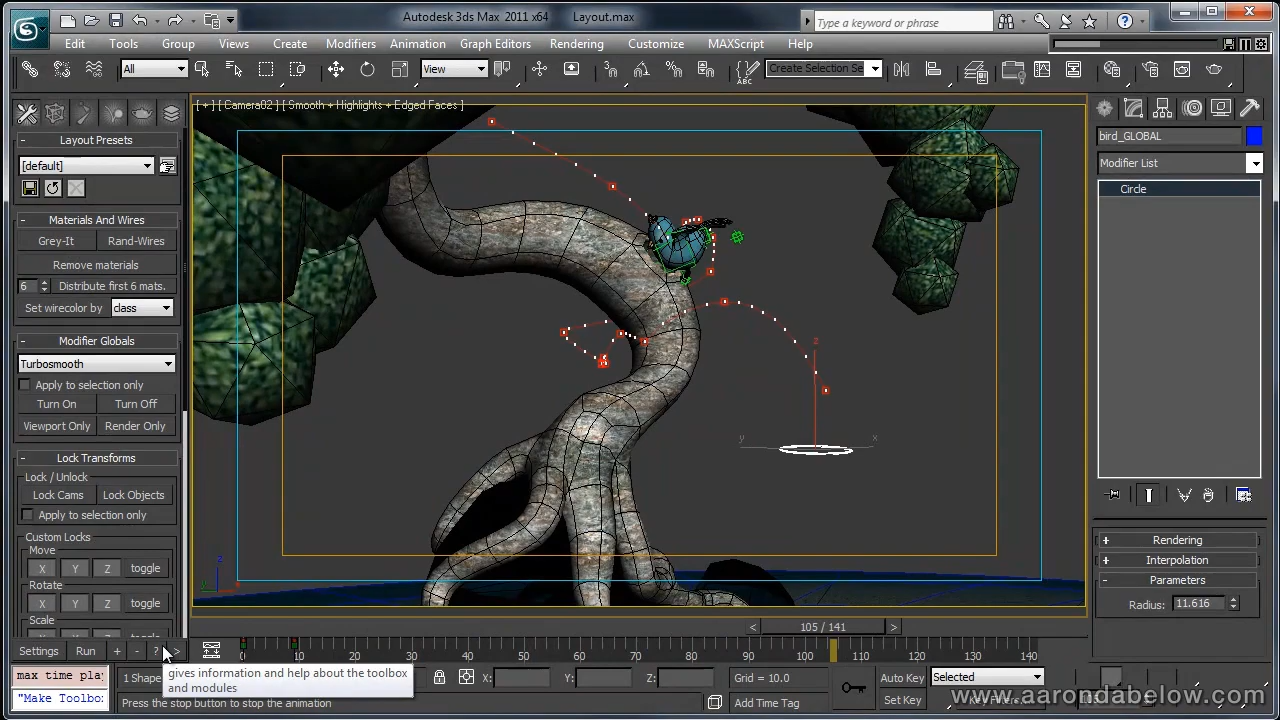 Autodesk 3ds Max 2011 x64 Layout.max
Type a keyword or phrase
Edit Tools Group Views Create Modifiers Animation Graph Editors Rendering Customize MAXScript Help
All View Create Selection Se
ABC
[ + ] [ Camera02 ] [ Smooth + Highlights + Edged Faces ]
Layout Presets
[default]
Materials And Wires
Grey-It Rand-Wires
Remove materials
6 Distribute first 6 mats.
Set wirecolor by class
Modifier Globals
Turbosmooth
Apply to selection only
Turn On Turn Off
Viewport Only Render Only
Lock Transforms
Lock / Unlock
Lock Cams Lock Objects
Apply to selection only
Custom Locks
Move
X Y Z toggle
Rotate
X Y Z toggle
Scale
Settings Run + ? >
z
y x
z
bird_GLOBAL
Modifier List
Circle
+ Rendering
+ Interpolation
- Parameters
Radius: 11.616
< 105 / 141 >
0 10 20 30 40 50 60 70 80 90 100 110 120 130 140
gives information and help about the toolbox
and modules
max time pla
"Make Toolbo
1 Shape
X: Y: Z: Grid = 10.0
Press the stop button to stop the animation
Add Time Tag
Auto Key Selected
Set Key Key Filters...
www.aarondabelow.com